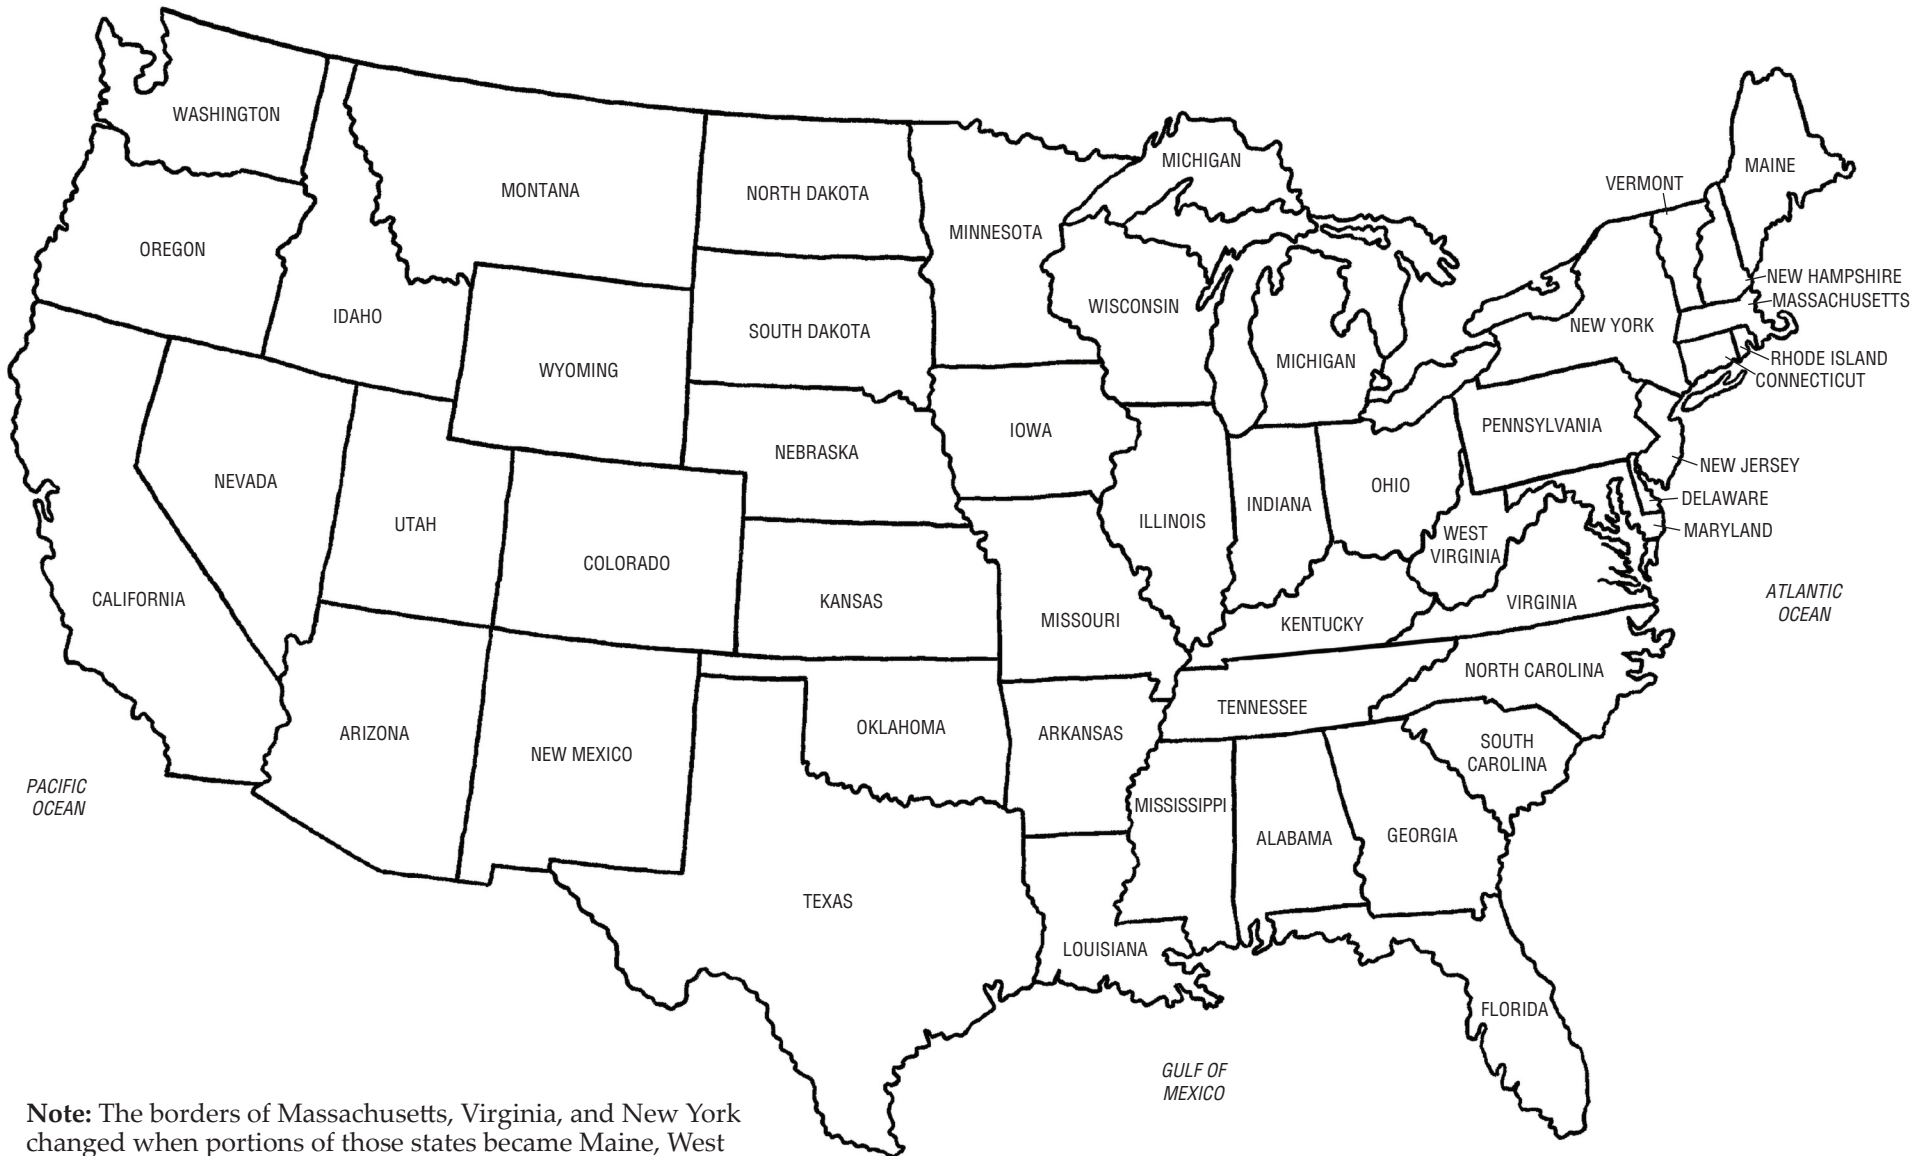 WASHINGTON
MONTANA
NORTH DAKOTA
MINNESOTA
MICHIGAN
VERMONT
MAINE
OREGON
IDAHO
WYOMING
SOUTH DAKOTA
WISCONSIN
MICHIGAN
NEW YORK
NEW HAMPSHIRE
MASSACHUSETTS
RHODE ISLAND
CONNECTICUT
NEVADA
UTAH
COLORADO
NEBRASKA
IOWA
ILLINOIS
INDIANA
OHIO
PENNSYLVANIA
NEW JERSEY
DELAWARE
MARYLAND
WEST
VIRGINIA
CALIFORNIA
KANSAS
MISSOURI
KENTUCKY
VIRGINIA
ATLANTIC
OCEAN
ARIZONA
NEW MEXICO
OKLAHOMA
ARKANSAS
TENNESSEE
NORTH CAROLINA
SOUTH
CAROLINA
PACIFIC
OCEAN
TEXAS
LOUISIANA
MISSISSIPPI
ALABAMA
GEORGIA
FLORIDA
GULF OF
MEXICO
Note: The borders of Massachusetts, Virginia, and New York
changed when portions of those states became Maine, West